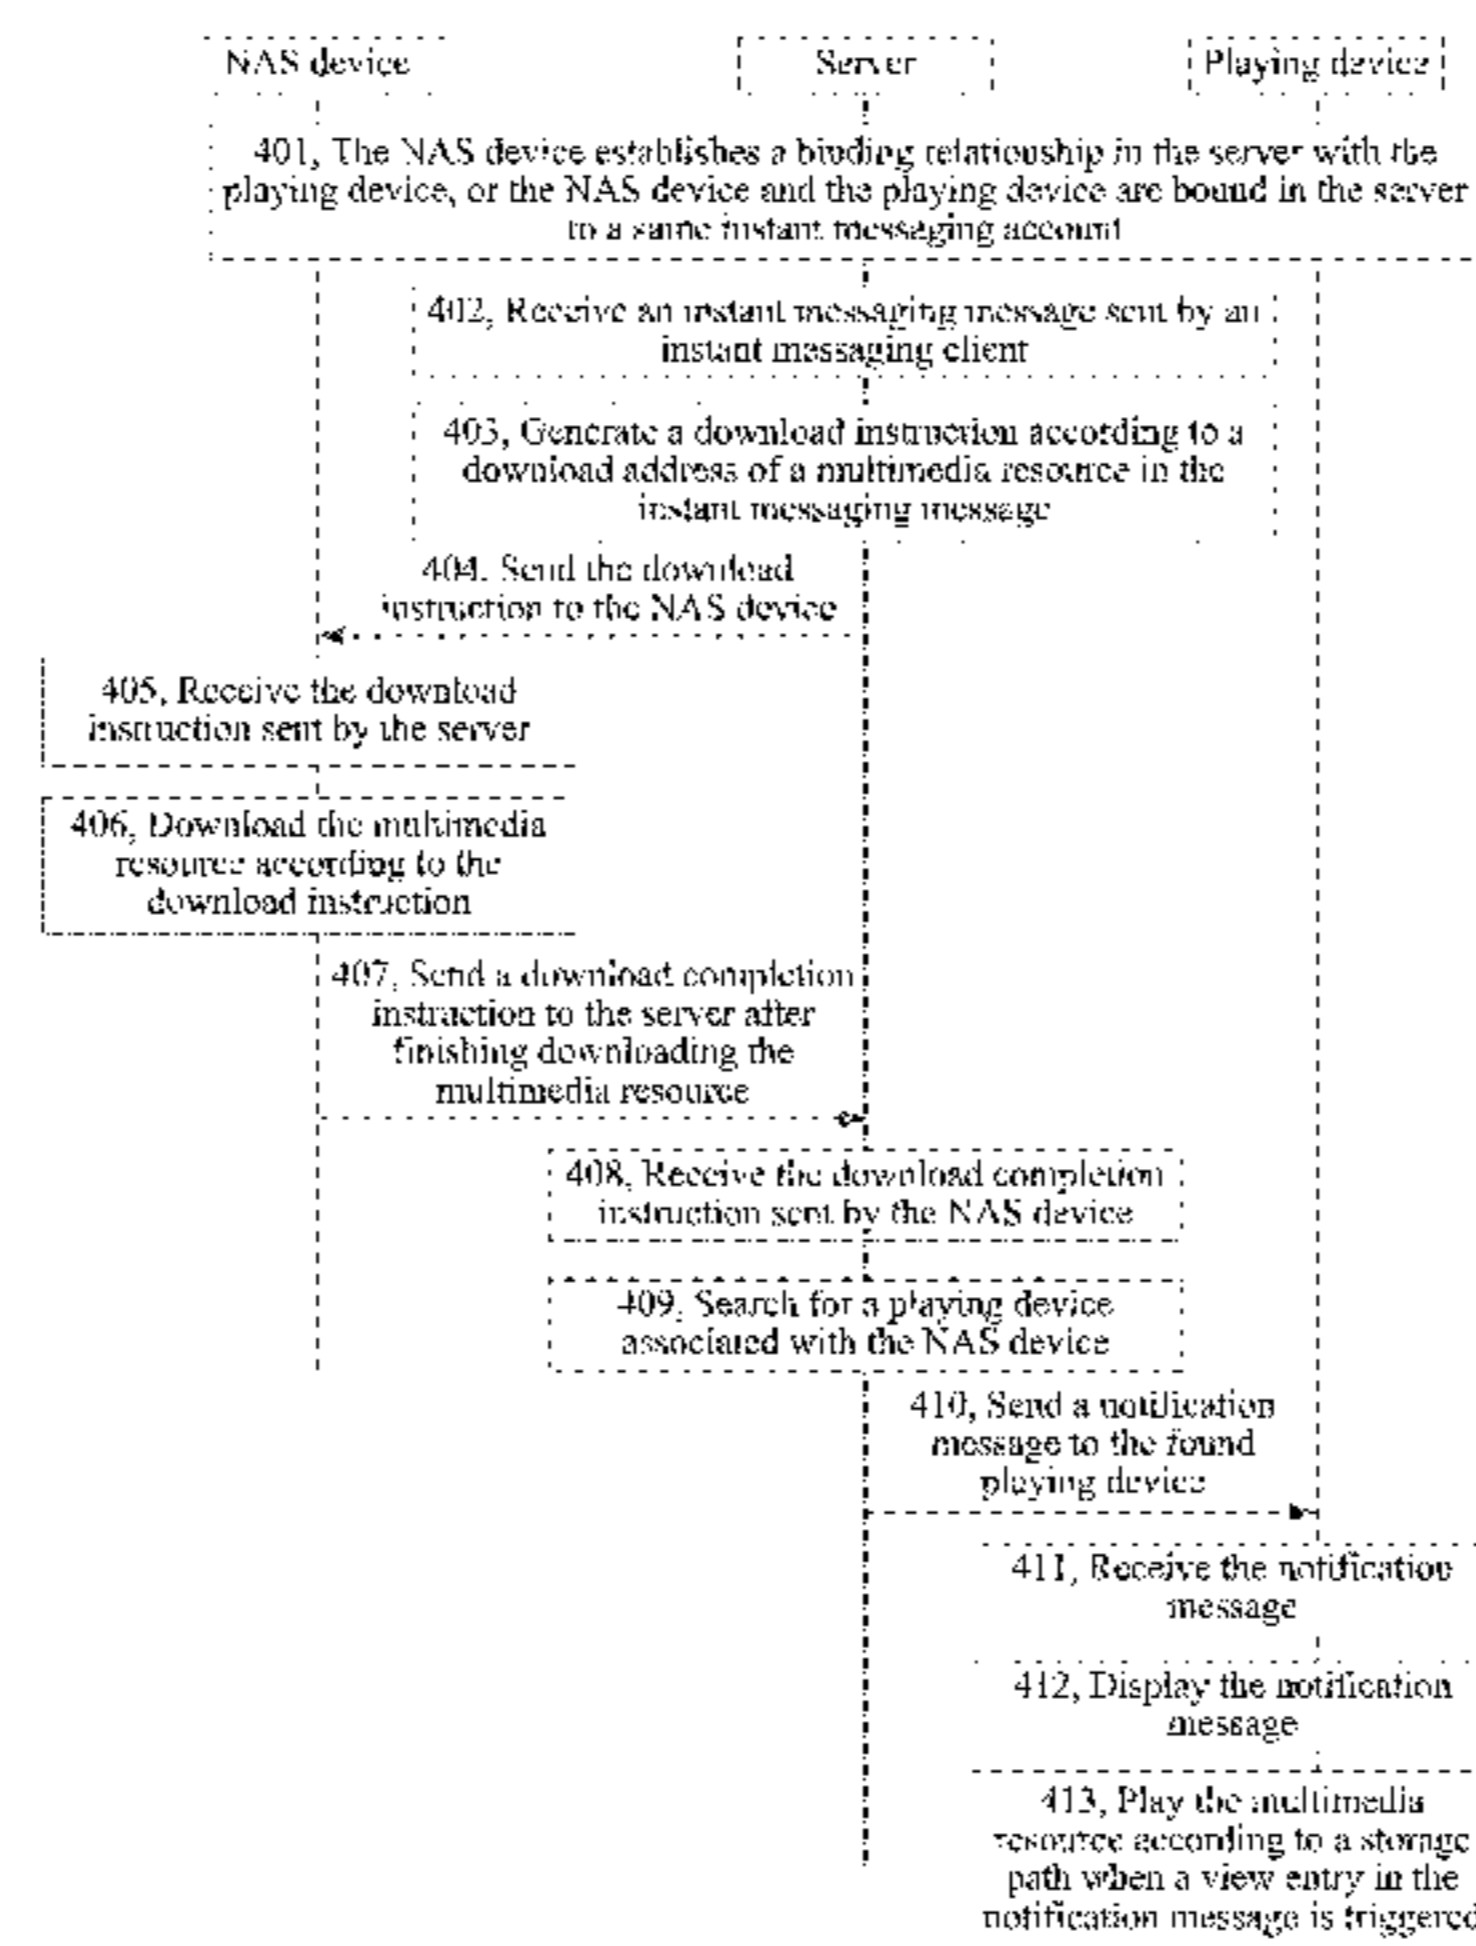 NAS device
Server
Playing device
401, The NAS device establishes a binding relationship in the server with the
playing device, or the NAS device and the playing device are bound in the server
to a same instant messaging account
402, Receive an instant messaging message sent by an
instant messaging client
403, Generate a download instruction according to a
download address of a multimedia resource in the
instant messaging message
404. Send the download
instruction to the NAS device
405, Receive the download
instruction sent by the server
406, Download the multimedia
resource according to the
download instruction
407, Send a download completion
instruction to the server after
finishing downloading the
multimedia resource
408, Receive the download completion
instruction sent by the NAS device
409, Search for a playing device
associated with the NAS device
410, Send a notification
message to the found
playing device
411, Receive the notification
message
412, Display the notification
message
413, Play the multimedia
resource according to a storage
path when a view entry in the
notification message is triggered